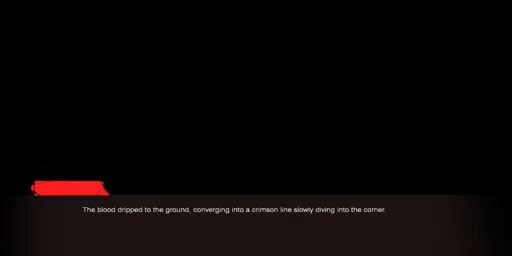 The blood dripped to the ground, converging into a crimson line slowly diving into the corner.